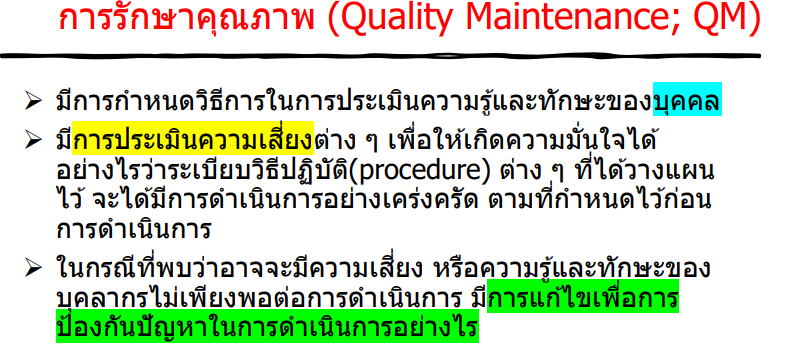 การรักษาคุณภาพ (Quality Maintenance; QM)
➢ มีการกำหนดวิธีการในการประเมินความรู้และทักษะของบุคคล
➢ มีการประเมินความเสี่ยงต่าง ๆ เพื่อให้เกิดความมั่นใจได้
อย่างไรว่าระเบียบวิธีปฏิบัติ(procedure) ต่าง ๆ ที่ได้วางแผน
ไว้ จะได้มีการดำเนินการอย่างเคร่งครัด ตามที่กำหนดไว้ก่อน
การดำเนินการ
➢ ในกรณีที่พบว่าอาจจะมีความเสี่ยง หรือความรู้และทักษะของ
บุคลากรไม่เพียงพอต่อการดำเนินการ มีการแก้ไขเพื่อการ
ป้องกันปัญหาในการดำเนินการอย่างไร